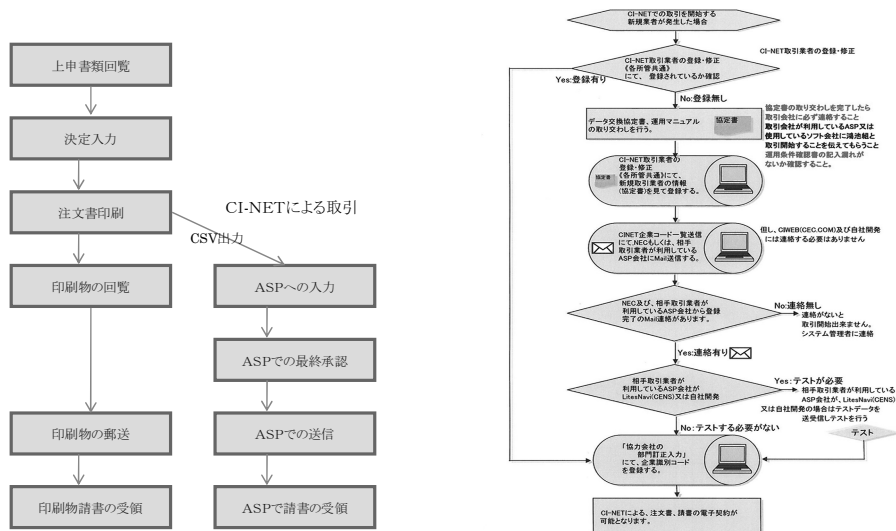 上申書類回覧
決定入力
注文書印刷
CI-NETによる取引
CSV出力
印刷物の回覧
ASPへの入力
ASPでの最終承認
印刷物の郵送
ASPでの送信
印刷物請書の受領
ASPで請書の受領
CI-NETでの取引を開始する
新規業者が発生した場合
CI-NET取引業者の登録・修正
CI-NET取引業者の登録・修正
《各所管共通》
にて、登録されているか確認
Yes:登録有り
No:登録無し
データ交換協定書、運用マニュアル
の取り交わしを行う。
協定書
協定書の取り交わしを完了したら
取引会社に必ず連絡すること
取引会社が利用しているASP又は
使用しているソフト会社に鴻池組と
取引開始することを伝えてもらうこと
運用条件確認書の記入漏れが
ないか確認すること。
CI-NET取引業者の
登録・修正
《各所管共通》にて、
新規取引業者の情報
(協定書)を見て登録する。
協定書
CINET企業コード一覧送信
にて,NECもしくは、相手
取引業者が利用している
ASP会社にMail送信する。
但し、CIWEB(CEC.COM)及び自社開発
には連絡する必要はありません
NEC及び、相手取引業者が
利用しているASP会社から登録
完了のMail連絡があります。
No:連絡無し
連絡がないと
取引開始出来ません。
システム管理者に連絡
Yes:連絡有り
相手取引業者が
利用しているASP会社が
LitesNavi(CENS)又は自社開発
Yes:テストが必要
相手取引業者が利用している
ASP会社が、LitesNavi(CENS)
又は自社開発の場合はテストデータを
送受信しテストを行う
No:テストする必要がない
テスト
「協力会社の
部門訂正入力」
にて、企業識別コード
を登録する。
CI-NETによる、注文書、請書の電子契約が
可能となります。